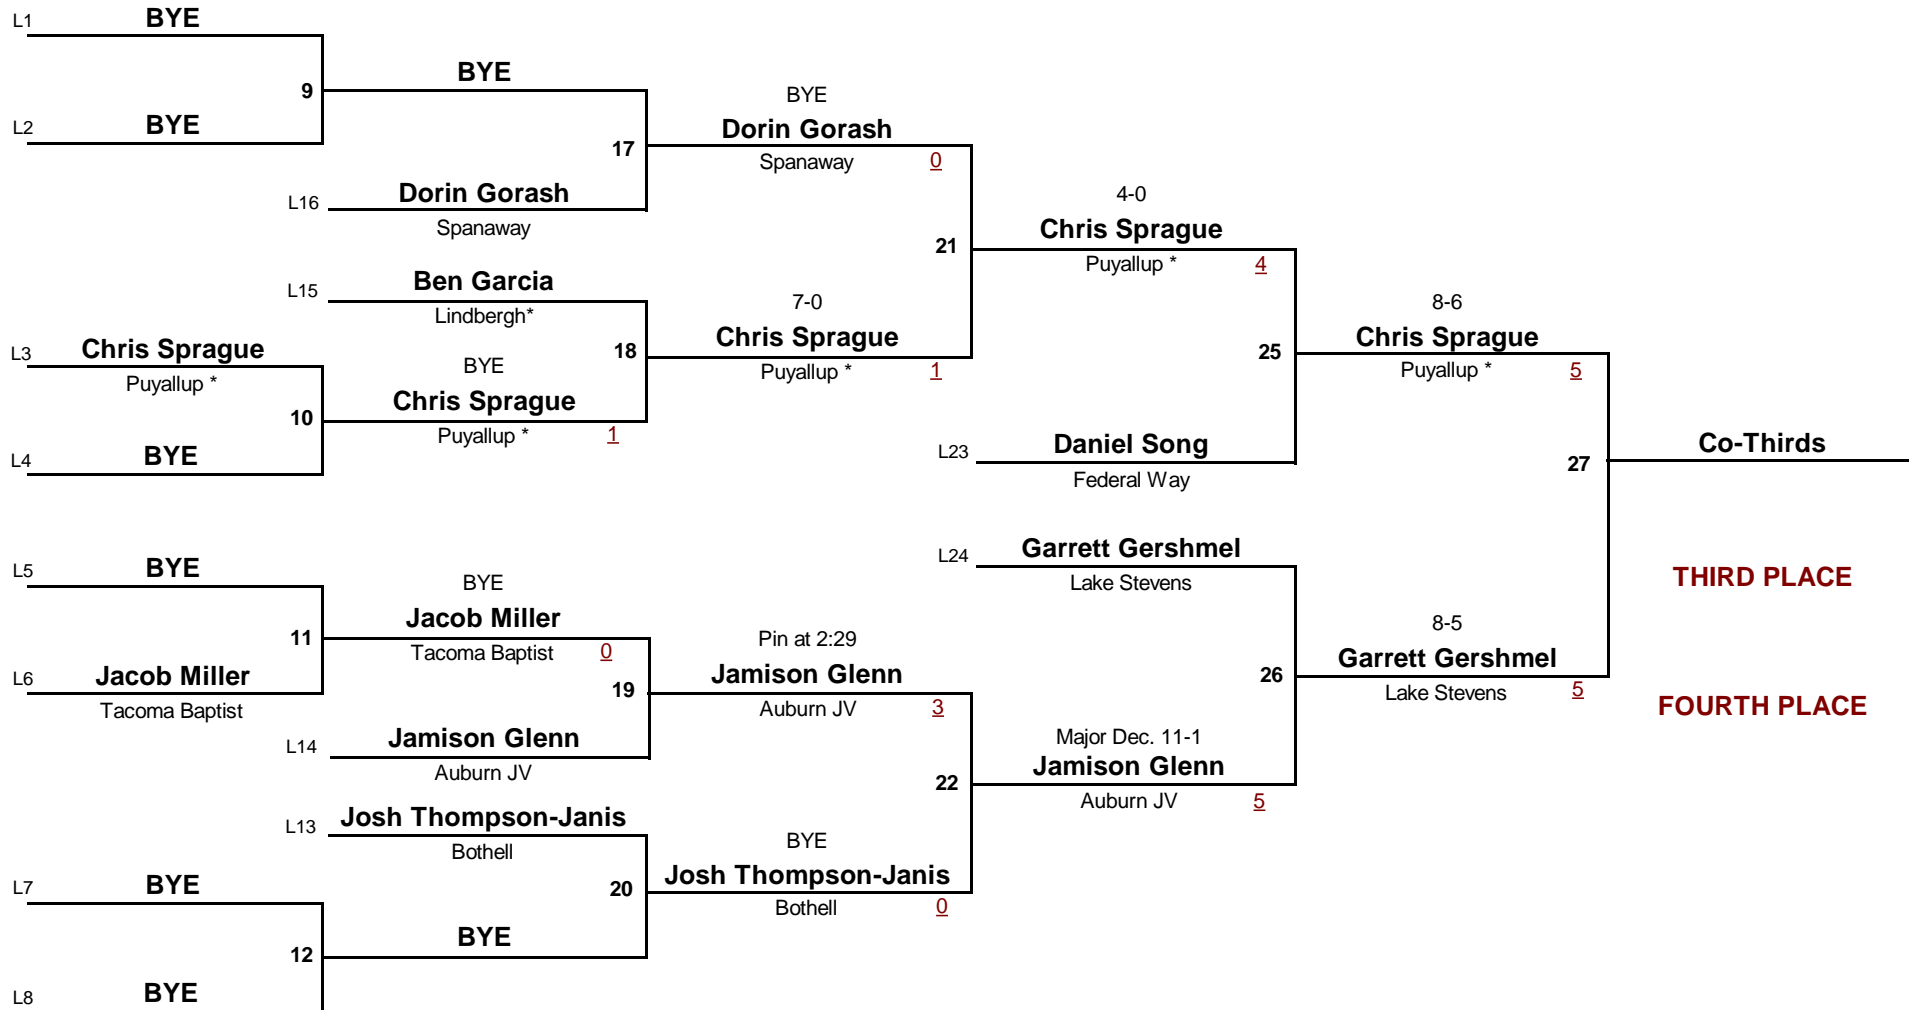 L1 BYE
9
BYE
L2 BYE
17
BYE
Dorin Gorash
Spanaway 0
L16 Dorin Gorash
Spanaway
21
4-0
Chris Sprague
Puyallup * 4
L15 Ben Garcia
Lindbergh*
18
7-0
Chris Sprague
Puyallup * 1
L3 Chris Sprague
Puyallup *
10
BYE
Chris Sprague
Puyallup * 1
L4 BYE
25
8-6
Chris Sprague
Puyallup * 5
L23 Daniel Song
Federal Way
27
Co-Thirds
THIRD PLACE
FOURTH PLACE
L24 Garrett Gershmel
Lake Stevens
26
8-5
Garrett Gershmel
Lake Stevens 5
L5 BYE
11
BYE
Jacob Miller
Tacoma Baptist 0
L6 Jacob Miller
Tacoma Baptist
19
Pin at 2:29
Jamison Glenn
Auburn JV 3
L14 Jamison Glenn
Auburn JV
22
Major Dec. 11-1
Jamison Glenn
Auburn JV 5
L13 Josh Thompson-Janis
Bothell
20
BYE
Josh Thompson-Janis
Bothell 0
L7 BYE
12
BYE
L8 BYE